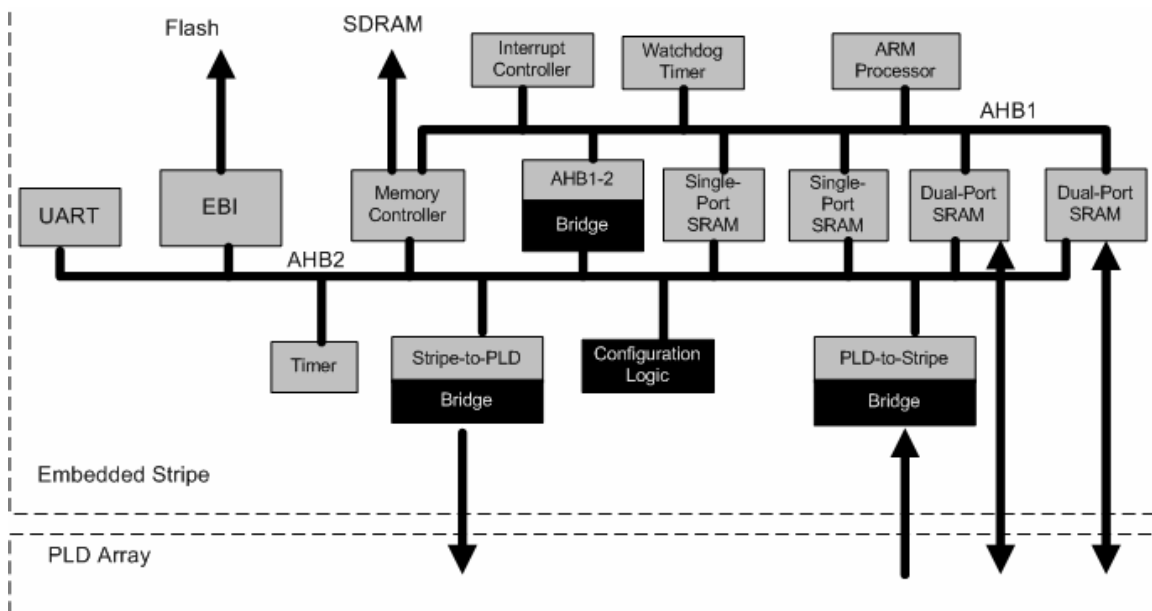 Flash
SDRAM
Interrupt
Controller
Watchdog
Timer
ARM
Processor
AHB1
UART
EBI
Memory
Controller
AHB1-2
Bridge
Single-
Port
SRAM
Single-
Port
SRAM
Dual-Port
SRAM
Dual-Port
SRAM
AHB2
Timer
Stripe-to-PLD
Bridge
Configuration
Logic
PLD-to-Stripe
Bridge
Embedded Stripe
PLD Array